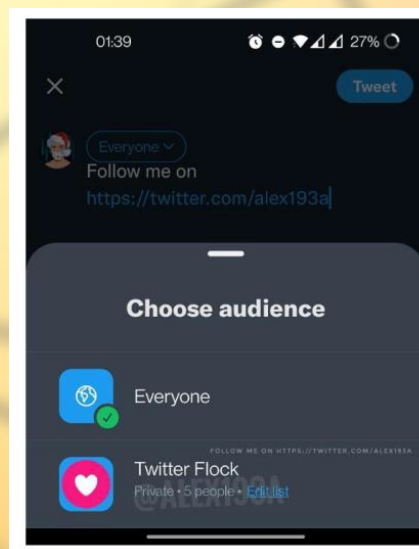 01:39
27%
Tweet
Everyone
Follow me on
https://twitter.com/alex193a
Choose audience
Everyone
FOLLOW ME ON HTTPS://TWITTER.COM/ALEX193A
Twitter Flock
Private • 5 people • Edit list
@ALEX193A